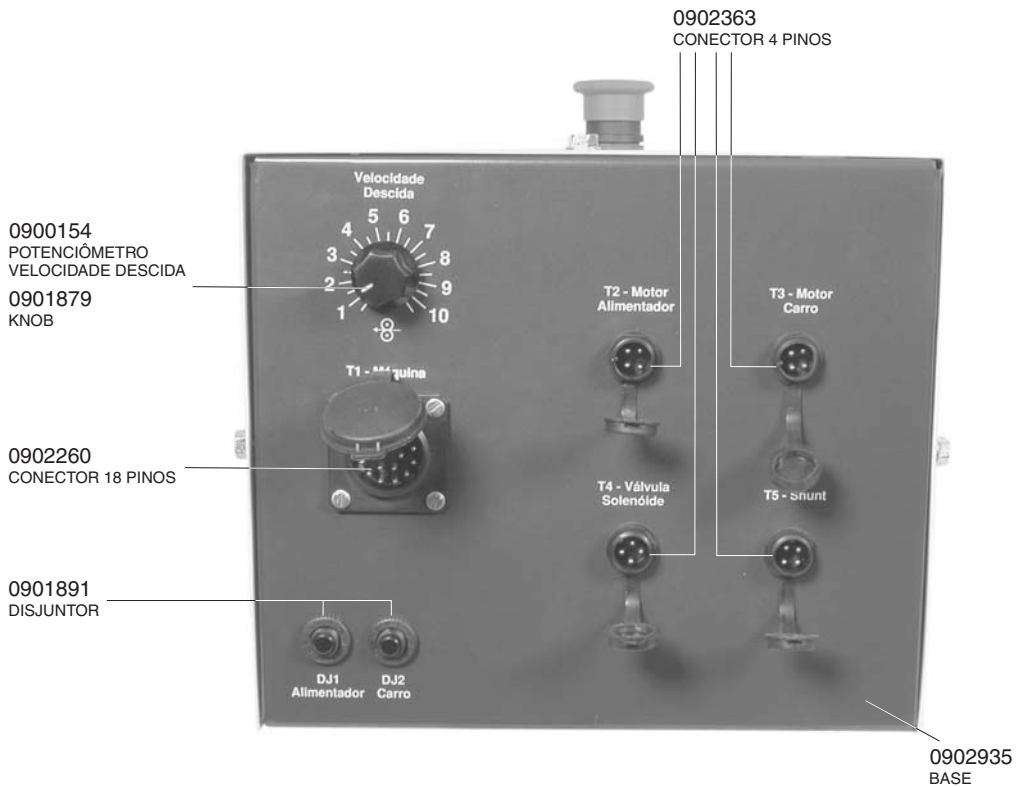 0902363
CONECTOR 4 PINOS
0900154
POTENCIÔMETRO
VELOCIDADE DESCIDA
0901879
KNOB
0902260
CONECTOR 18 PINOS
0901891
DISJUNTOR
Velocidade
Descida
1
2
3
4
5
6
7
8
9
10
T1 - Máquina
T2 - Motor
Alimentador
T3 - Motor
Carro
T4 - Válvula
Solenóide
T5 - Shunt
DJ1
Alimentador
DJ2
Carro
0902935
BASE